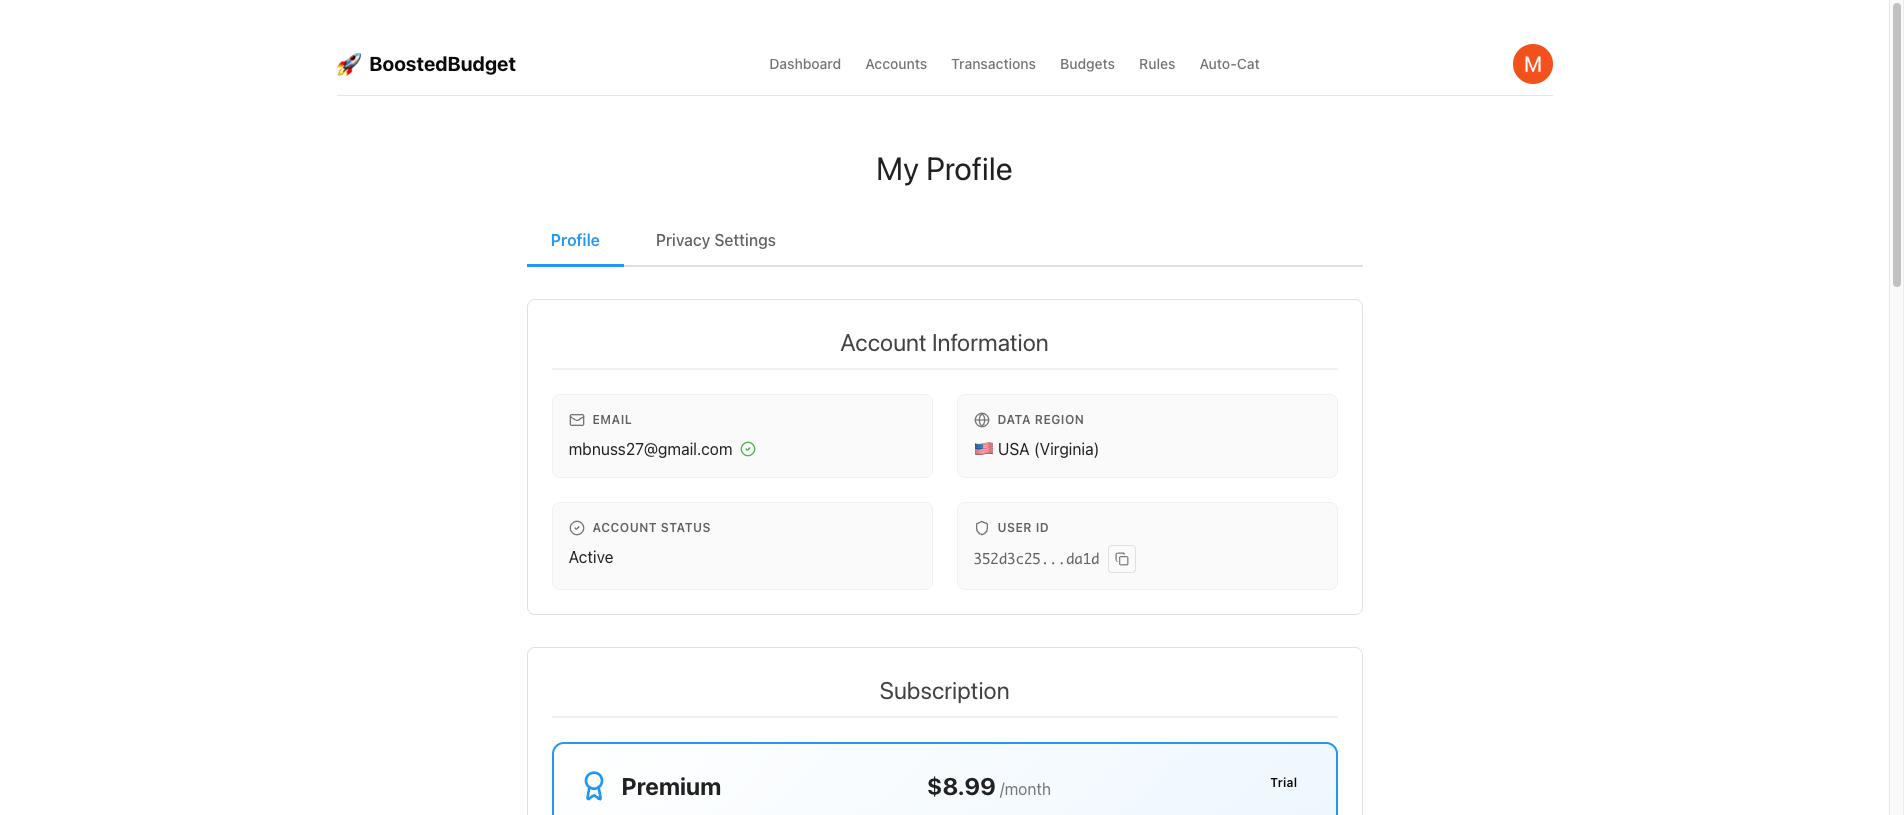 🚀 BoostedBudget
Dashboard Accounts Transactions Budgets Rules Auto-Cat
M
My Profile
Profile Privacy Settings
Account Information
EMAIL
mbnuss27@gmail.com
DATA REGION
🇺🇸 USA (Virginia)
ACCOUNT STATUS
Active
USER ID
352d3c25...da1d
Subscription
Premium $8.99 /month Trial